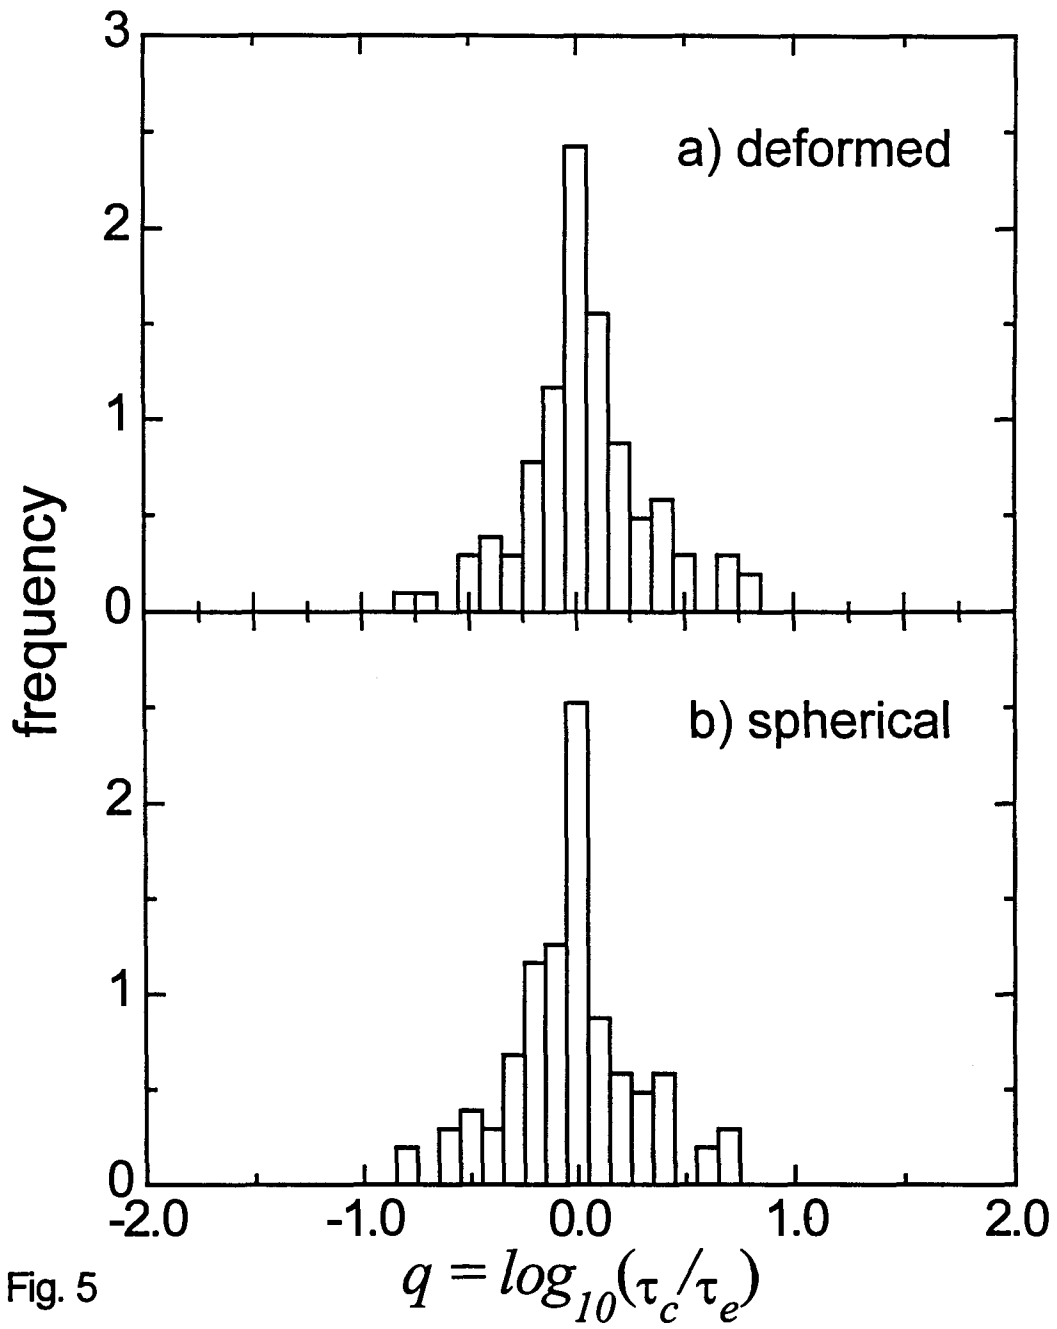 3
a) deformed
2
1
0
frequency
b) spherical
2
1
0
-2.0 -1.0 0.0 1.0 2.0
q = log10(τc/τe)
Fig. 5